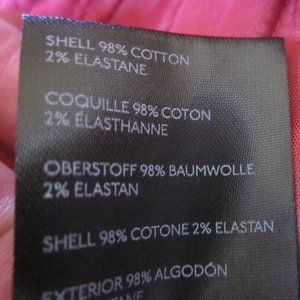 SHELL 98% COTTON
2% ELASTANE
COQUILLE 98% COTON
2% ÉLASTHANNE
OBERSTOFF 98% BAUMWOLLE
2% ELASTAN
SHELL 98% COTONE 2% ELASTAN
EXTERIOR 98% ALGODÓN